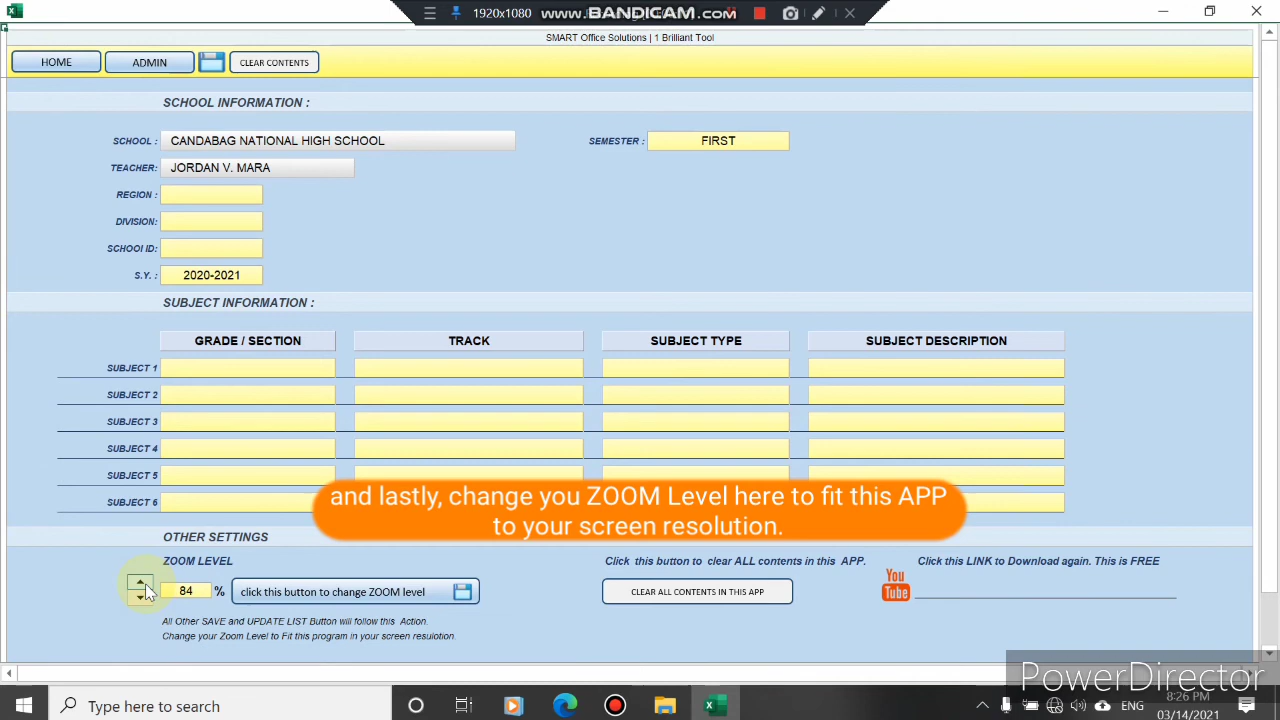 1920x1080
www.BANDICAM.com
SMART Office Solutions | 1 Brilliant Tool
HOME
ADMIN
CLEAR CONTENTS
SCHOOL INFORMATION :
SCHOOL : CANDABAG NATIONAL HIGH SCHOOL
SEMESTER : FIRST
TEACHER: JORDAN V. MARA
REGION :
DIVISION:
SCHOOl ID:
S.Y. : 2020-2021
SUBJECT INFORMATION :
GRADE / SECTION TRACK SUBJECT TYPE SUBJECT DESCRIPTION
SUBJECT 1
SUBJECT 2
SUBJECT 3
SUBJECT 4
SUBJECT 5
SUBJECT 6
and lastly, change you ZOOM Level here to fit this APP
to your screen resolution.
OTHER SETTINGS
ZOOM LEVEL
Click this button to clear ALL contents in this APP.
Click this LINK to Download again. This is FREE
84 %
click this button to change ZOOM level
CLEAR ALL CONTENTS IN THIS APP
You
Tube
All Other SAVE and UPDATE LIST Button will follow this Action.
Change your Zoom Level to Fit this program in your screen resulotion.
PowerDirector
Type here to search
ENG
8:26 PM
03/14/2021